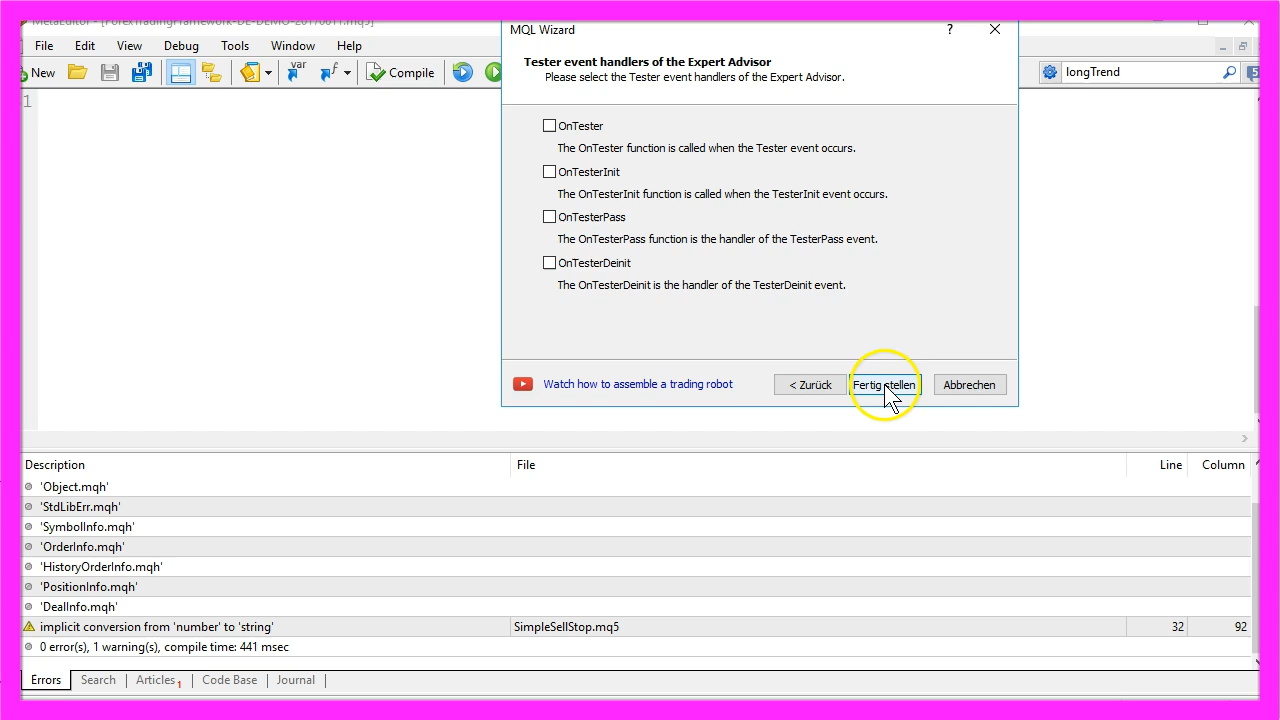 MetaEditor - [ForexTradingFramework-DE-DEMO-20170611.mq5]
MQL Wizard
?
File Edit View Debug Tools Window Help
Tester event handlers of the Expert Advisor
Please select the Tester event handlers of the Expert Advisor.
New
Compile
longTrend
5
1
OnTester
The OnTester function is called when the Tester event occurs.
OnTesterInit
The OnTesterInit function is called when the TesterInit event occurs.
OnTesterPass
The OnTesterPass function is the handler of the TesterPass event.
OnTesterDeinit
The OnTesterDeinit is the handler of the TesterDeinit event.
Watch how to assemble a trading robot
< Zurück Fertig stellen Abbrechen
Description File Line Column
'Object.mqh'
'StdLibErr.mqh'
'SymbolInfo.mqh'
'OrderInfo.mqh'
'HistoryOrderInfo.mqh'
'PositionInfo.mqh'
'DealInfo.mqh'
implicit conversion from 'number' to 'string' SimpleSellStop.mq5 32 92
0 error(s), 1 warning(s), compile time: 441 msec
Errors | Search | Articles 1 | Code Base | Journal |